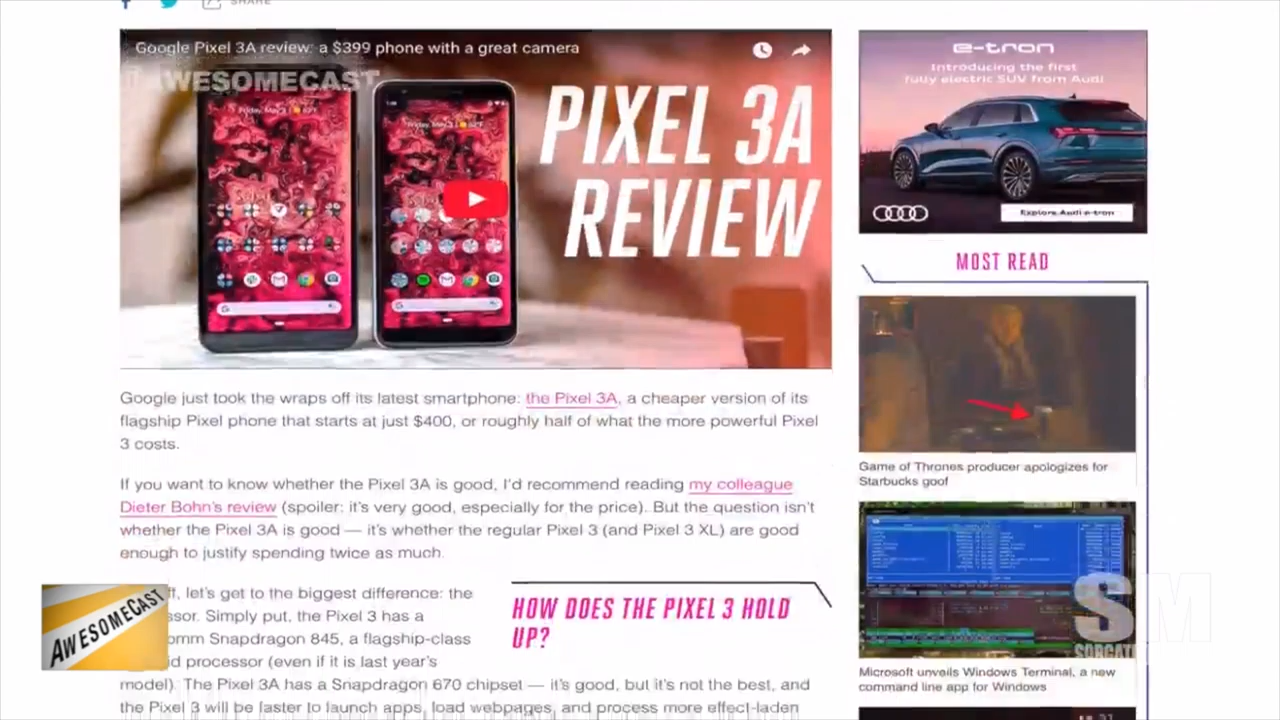 SHARE
Google Pixel 3A review: a $399 phone with a great camera
AWESOMECAST
PIXEL 3A
REVIEW
Google just took the wraps off its latest smartphone: the Pixel 3A, a cheaper version of its
flagship Pixel phone that starts at just $400, or roughly half of what the more powerful Pixel
3 costs.
If you want to know whether the Pixel 3A is good, I'd recommend reading my colleague
Dieter Bohn's review (spoiler: it's very good, especially for the price). But the question isn't
whether the Pixel 3A is good — it's whether the regular Pixel 3 (and Pixel 3 XL) are good
enough to justify spending twice as much.
let's get to the biggest difference: the
Simply put, the Pixel 3 has a
Snapdragon 845, a flagship-class
processor (even if it is last year's
model). The Pixel 3A has a Snapdragon 670 chipset — it's good, but it's not the best, and
the Pixel 3 will be faster to launch apps, load webpages, and process more effect-laden
HOW DOES THE PIXEL 3 HOLD
UP?
AWESOMECAST
e-tron
Introducing the first
fully electric SUV from Audi
Explore Audi e-tron
MOST READ
Game of Thrones producer apologizes for
Starbucks goof
SM
Microsoft unveils Windows Terminal, a new
command line app for Windows